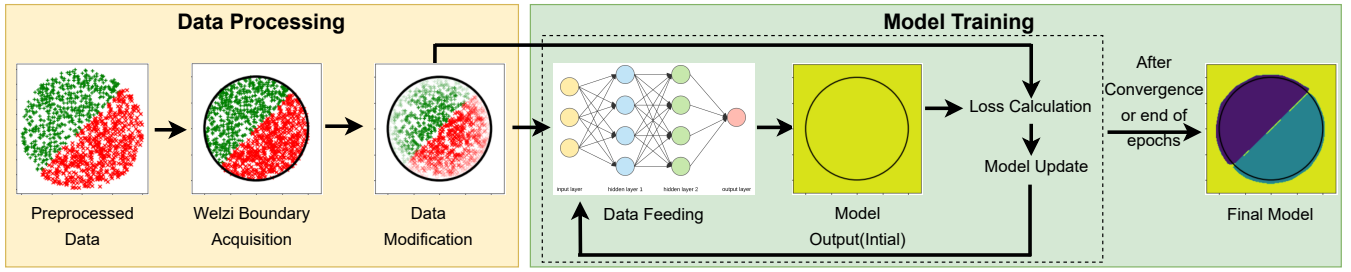 Data Processing
Model Training
Preprocessed
Data
Welzi Boundary
Acquisition
Data
Modification
input layer
hidden layer 1
hidden layer 2
output layer
Data Feeding
Model
Output(Intial)
Loss Calculation
Model Update
After
Convergence
or end of
epochs
Final Model